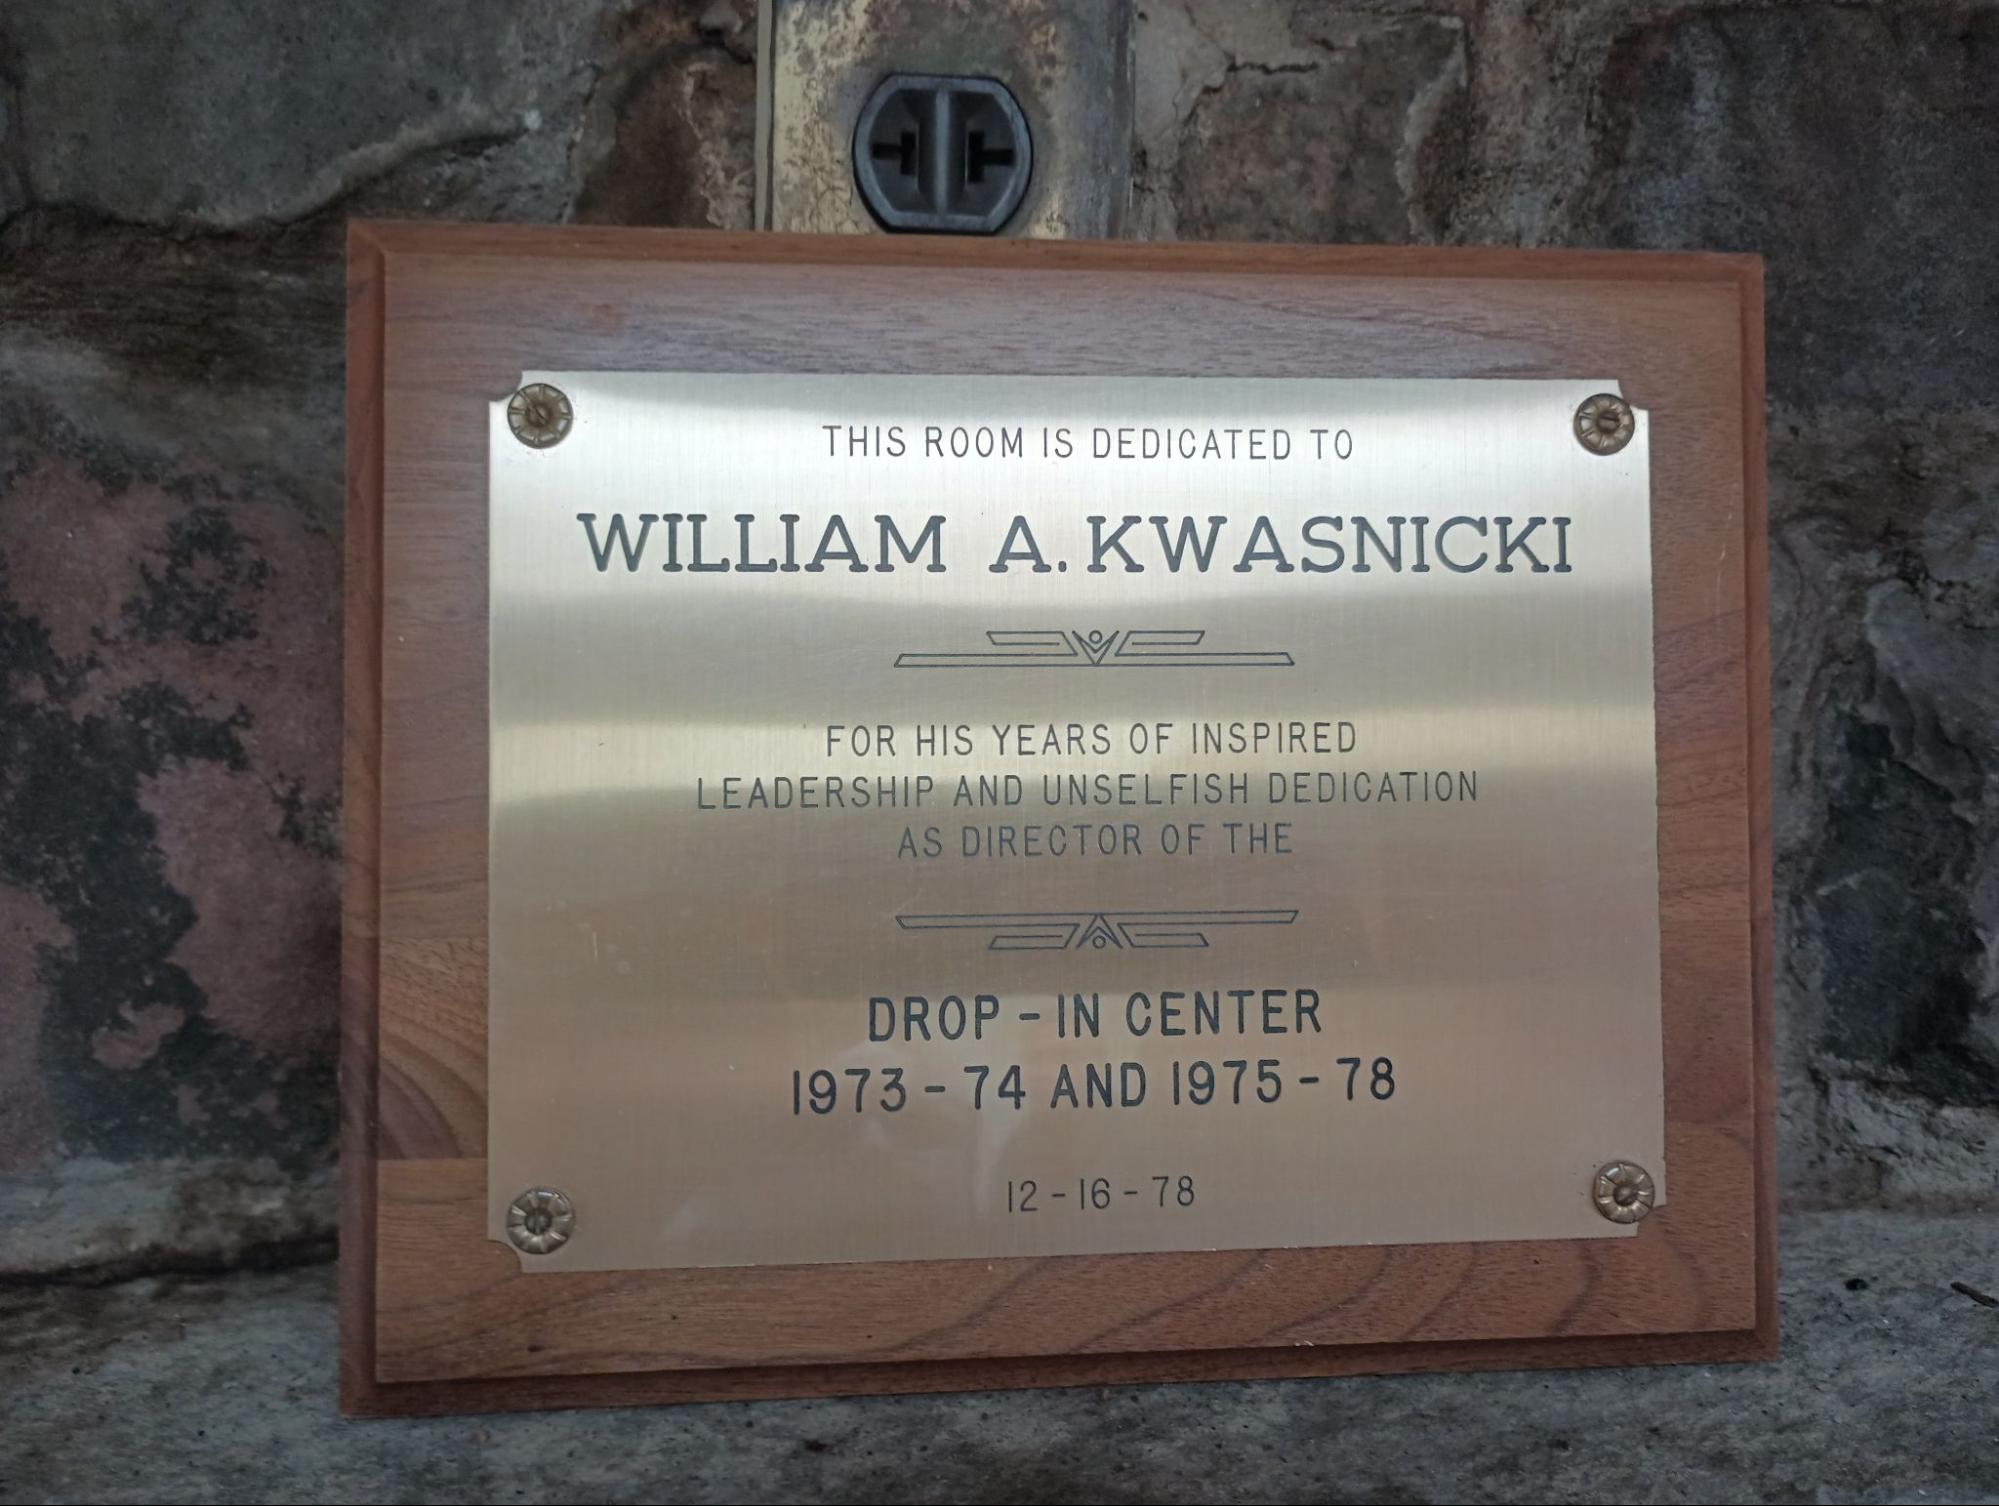 THIS ROOM IS DEDICATED TO
WILLIAM A. KWASNICKI
FOR HIS YEARS OF INSPIRED
LEADERSHIP AND UNSELFISH DEDICATION
AS DIRECTOR OF THE
DROP - IN CENTER
1973 - 74 AND 1975 - 78
12 - 16 - 78